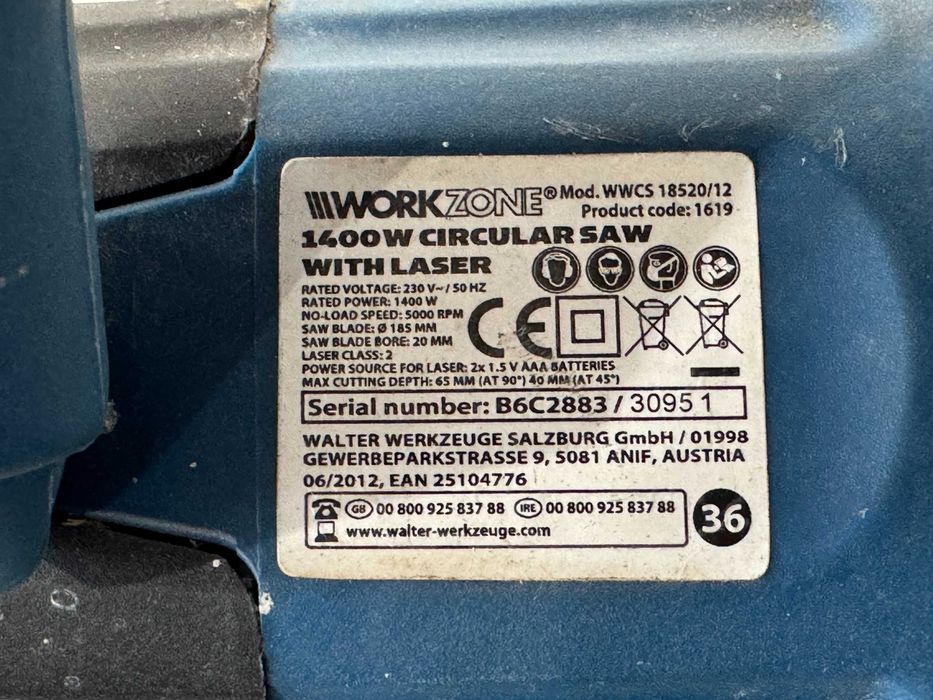 WORKZONE® Mod. WWCS 18520/12
Product code: 1619
1400W CIRCULAR SAW
WITH LASER
RATED VOLTAGE: 230 V~ / 50 HZ
RATED POWER: 1400 W
NO-LOAD SPEED: 5000 RPM
SAW BLADE: Ø 185 MM
SAW BLADE BORE: 20 MM
LASER CLASS: 2
POWER SOURCE FOR LASER: 2x 1.5 V AAA BATTERIES
MAX CUTTING DEPTH: 65 MM (AT 90°) 40 MM (AT 45°)
CE
Serial number: B6C2883 / 30951
WALTER WERKZEUGE SALZBURG GmbH / 01998
GEWERBEPARKSTRASSE 9, 5081 ANIF, AUSTRIA
06/2012, EAN 25104776
GB 00 800 925 837 88 IRE 00 800 925 837 88
www.walter-werkzeuge.com
36